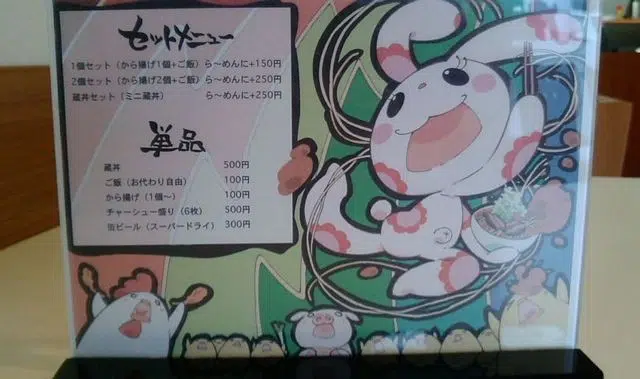 セットメニュー
1個セット（から揚げ1個+ご飯） ら～めんに+150円
2個セット（から揚げ2個+ご飯） ら～めんに+250円
蔵丼セット（ミニ蔵丼） ら～めんに+250円
単品
蔵丼 500円
ご飯（お代わり自由） 100円
から揚げ（1個～） 100円
チャーシュー盛り（6枚） 500円
缶ビール（スーパードライ） 300円